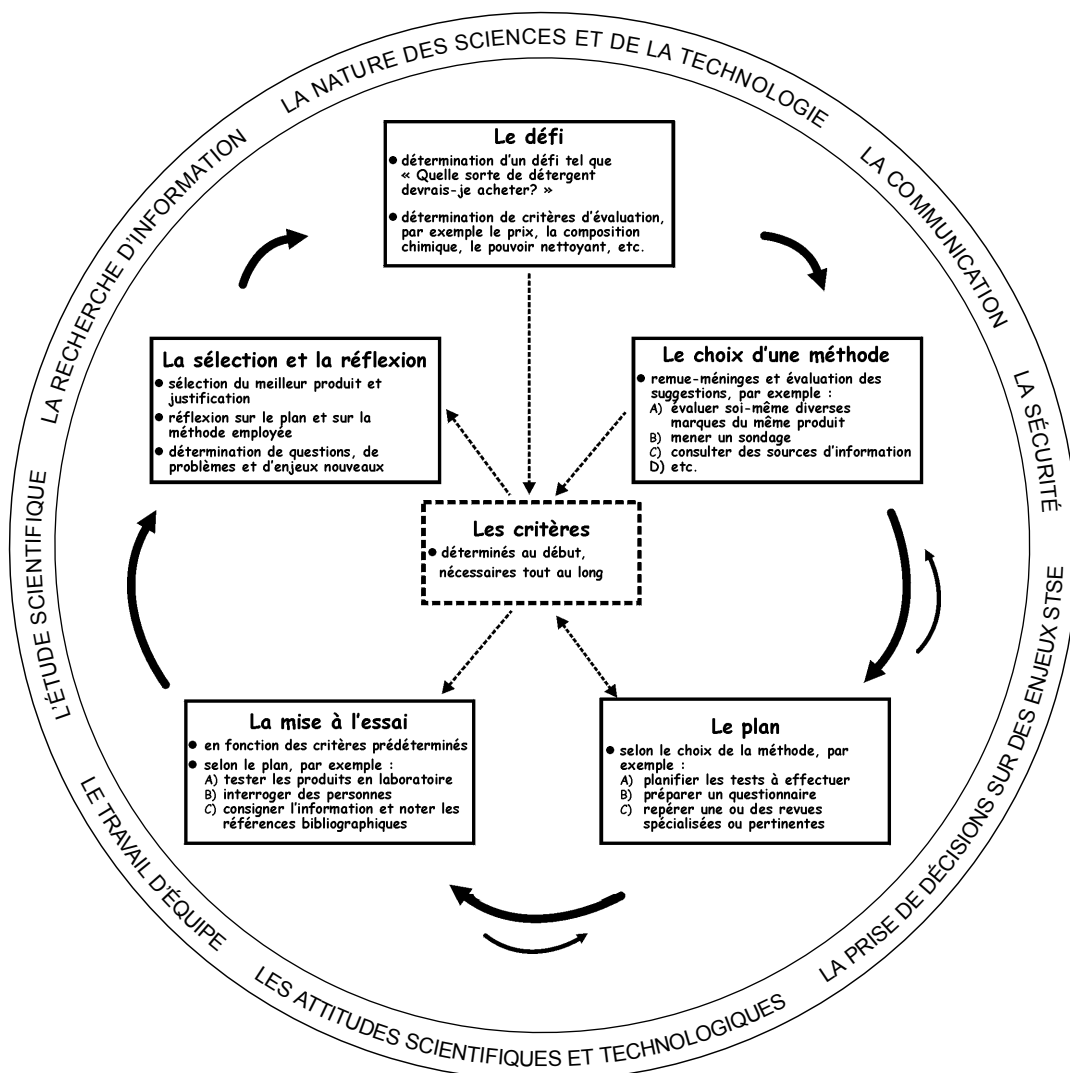 LA NATURE DES SCIENCES ET DE LA TECHNOLOGIE
LA COMMUNICATION
LA SÉCURITÉ
LA PRISE DE DÉCISIONS SUR DES ENJEUX STSE
LES ATTITUDES SCIENTIFIQUES ET TECHNOLOGIQUES
LE TRAVAIL D'ÉQUIPE
L'ÉTUDE SCIENTIFIQUE
LA RECHERCHE D'INFORMATION
Le défi
● détermination d'un défi tel que
« Quelle sorte de détergent
devrais-je acheter? »
● détermination de critères d'évaluation,
par exemple le prix, la composition
chimique, le pouvoir nettoyant, etc.
Le choix d'une méthode
● remue-méninges et évaluation des
suggestions, par exemple :
A) évaluer soi-même diverses
marques du même produit
B) mener un sondage
C) consulter des sources d'information
D) etc.
Le plan
● selon le choix de la méthode, par
exemple :
A) planifier les tests à effectuer
B) préparer un questionnaire
C) repérer une ou des revues
spécialisées ou pertinentes
La mise à l'essai
● en fonction des critères prédéterminés
● selon le plan, par exemple :
A) tester les produits en laboratoire
B) interroger des personnes
C) consigner l'information et noter les
références bibliographiques
La sélection et la réflexion
● sélection du meilleur produit et
justification
● réflexion sur le plan et sur la
méthode employée
● détermination de questions, de
problèmes et d'enjeux nouveaux
Les critères
● déterminés au début,
nécessaires tout au long